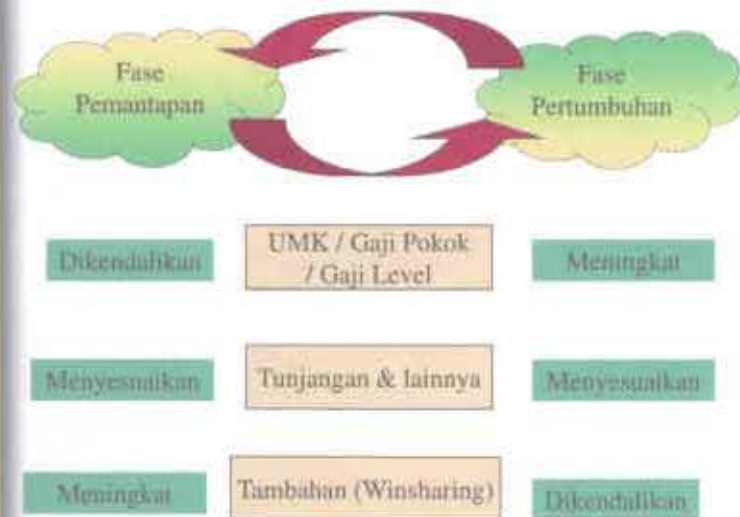 Fase
Pemantapan
Fase
Pertumbuhan
Dikendalikan
UMK / Gaji Pokok
/ Gaji Level
Meningkat
Menyesuaikan
Tunjangan & lainnya
Menyesuaikan
Meningkat
Tambahan (Winsharing)
Dikendalikan